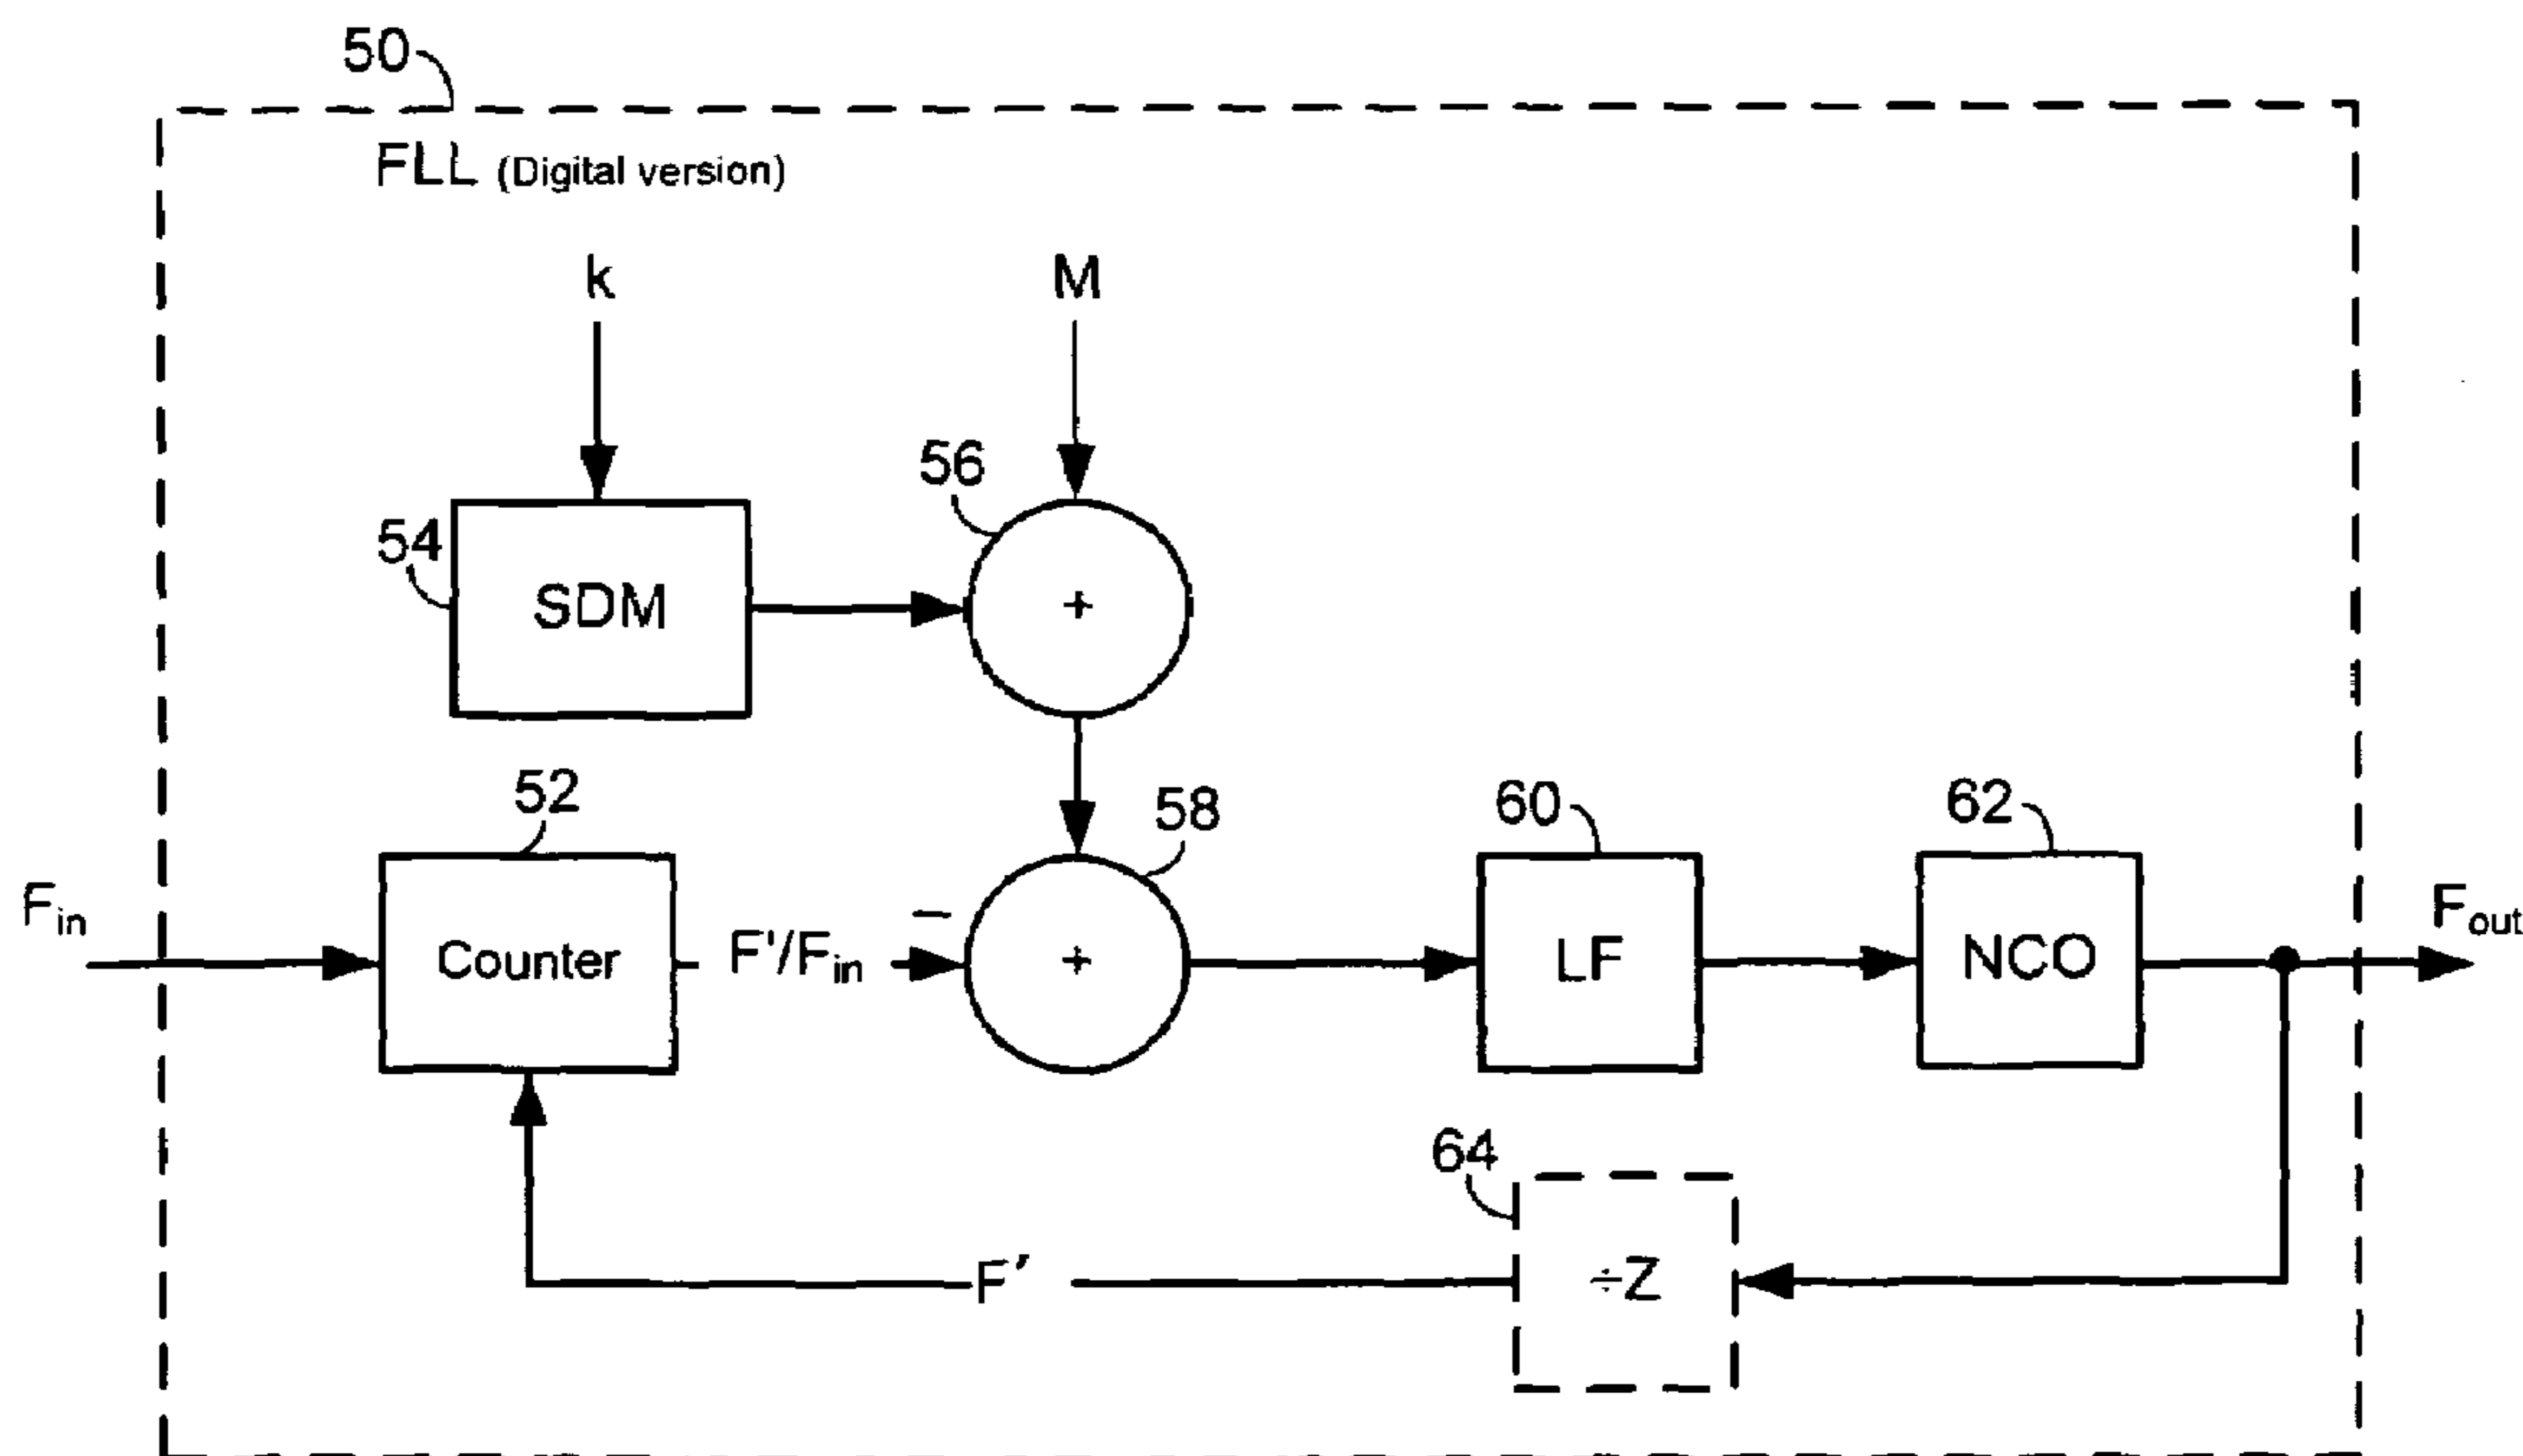 50
FLL (Digital version)
k
M
56
54
SDM
+
52
58
60
62
Fin
Counter
–
F'/Fin
+
LF
NCO
Fout
64
÷Z
F'